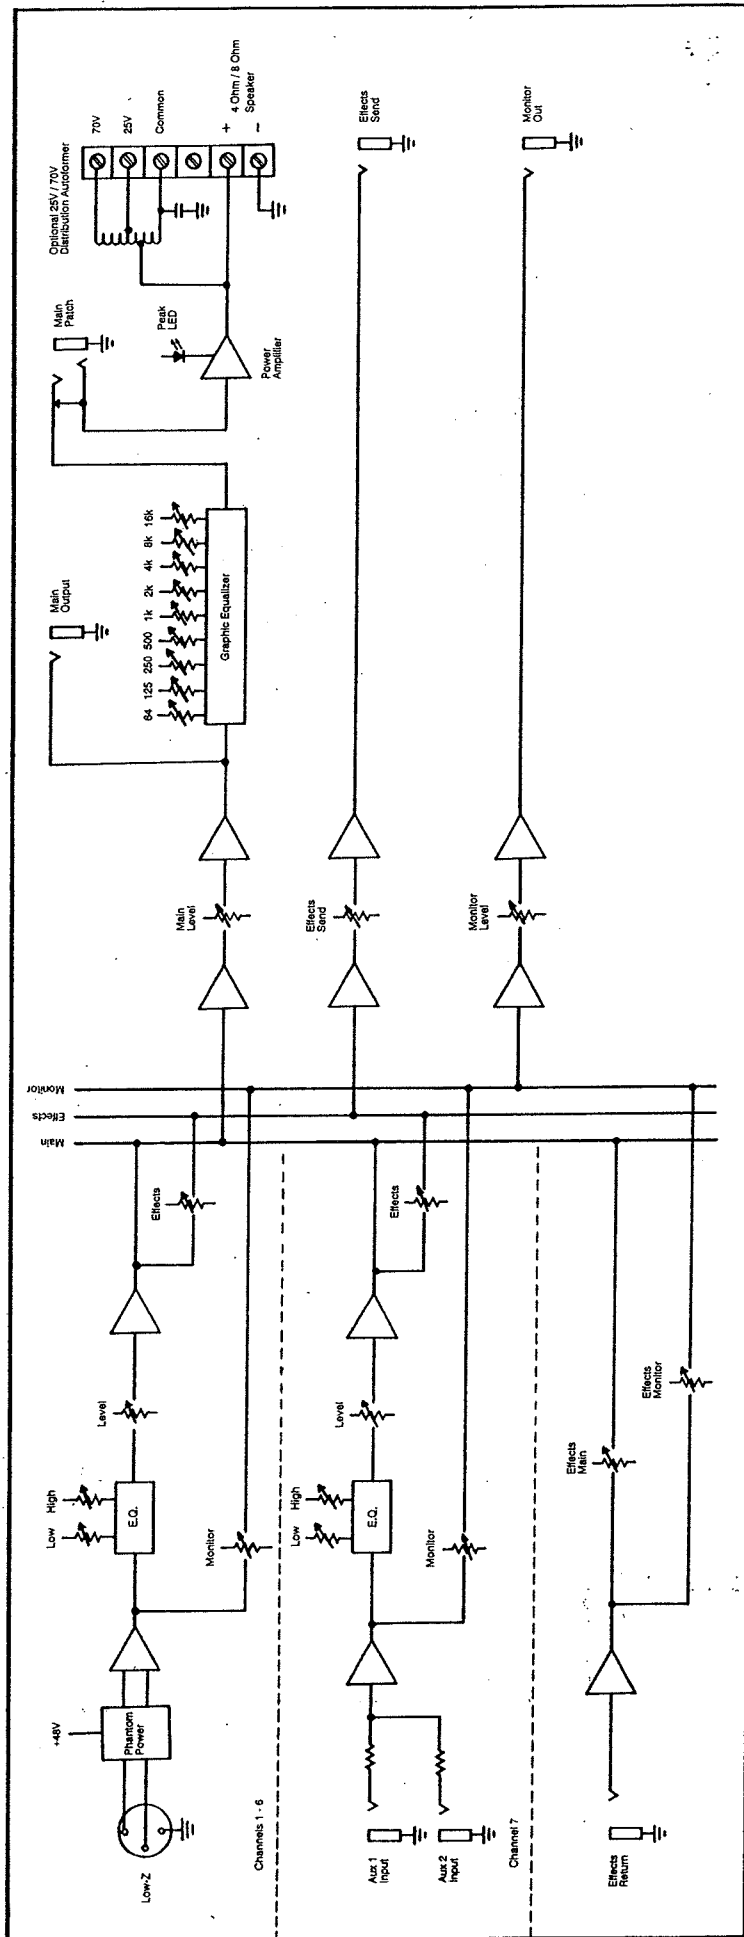 Low-Z
+48V
Phantom
Power
Low
High
E.Q.
Level
Effects
Monitor
Channels 1 - 6
Aux 1
Input
Aux 2
Input
Low
High
E.Q.
Level
Effects
Monitor
Channel 7
Effects
Return
Effects
Main
Effects
Monitor
Main
Effects
Monitor
Main
Level
Main
Output
64
125
250
500
1k
2k
4k
8k
16k
Graphic Equalizer
Main
Patch
Peak
LED
Power
Amplifier
Optional 25V / 70V
Distribution Autoformer
70V
25V
Common
+
-
4 Ohm / 8 Ohm
Speaker
Effects
Send
Effects
Send
Monitor
Level
Monitor
Out